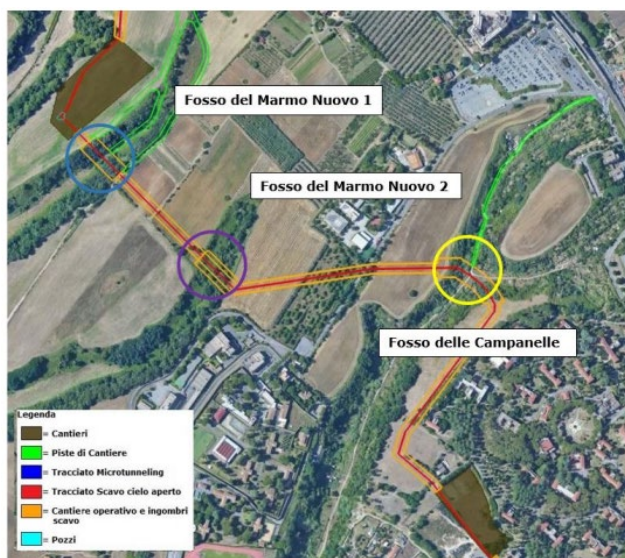 Fosso del Marmo Nuovo 1
Fosso del Marmo Nuovo 2
Fosso delle Campanelle
Legenda
= Cantieri
= Piste di Cantiere
= Tracciato Microtunneling
= Tracciato Scavo cielo aperto
= Cantiere operativo e ingombri
scavo
= Pozzi